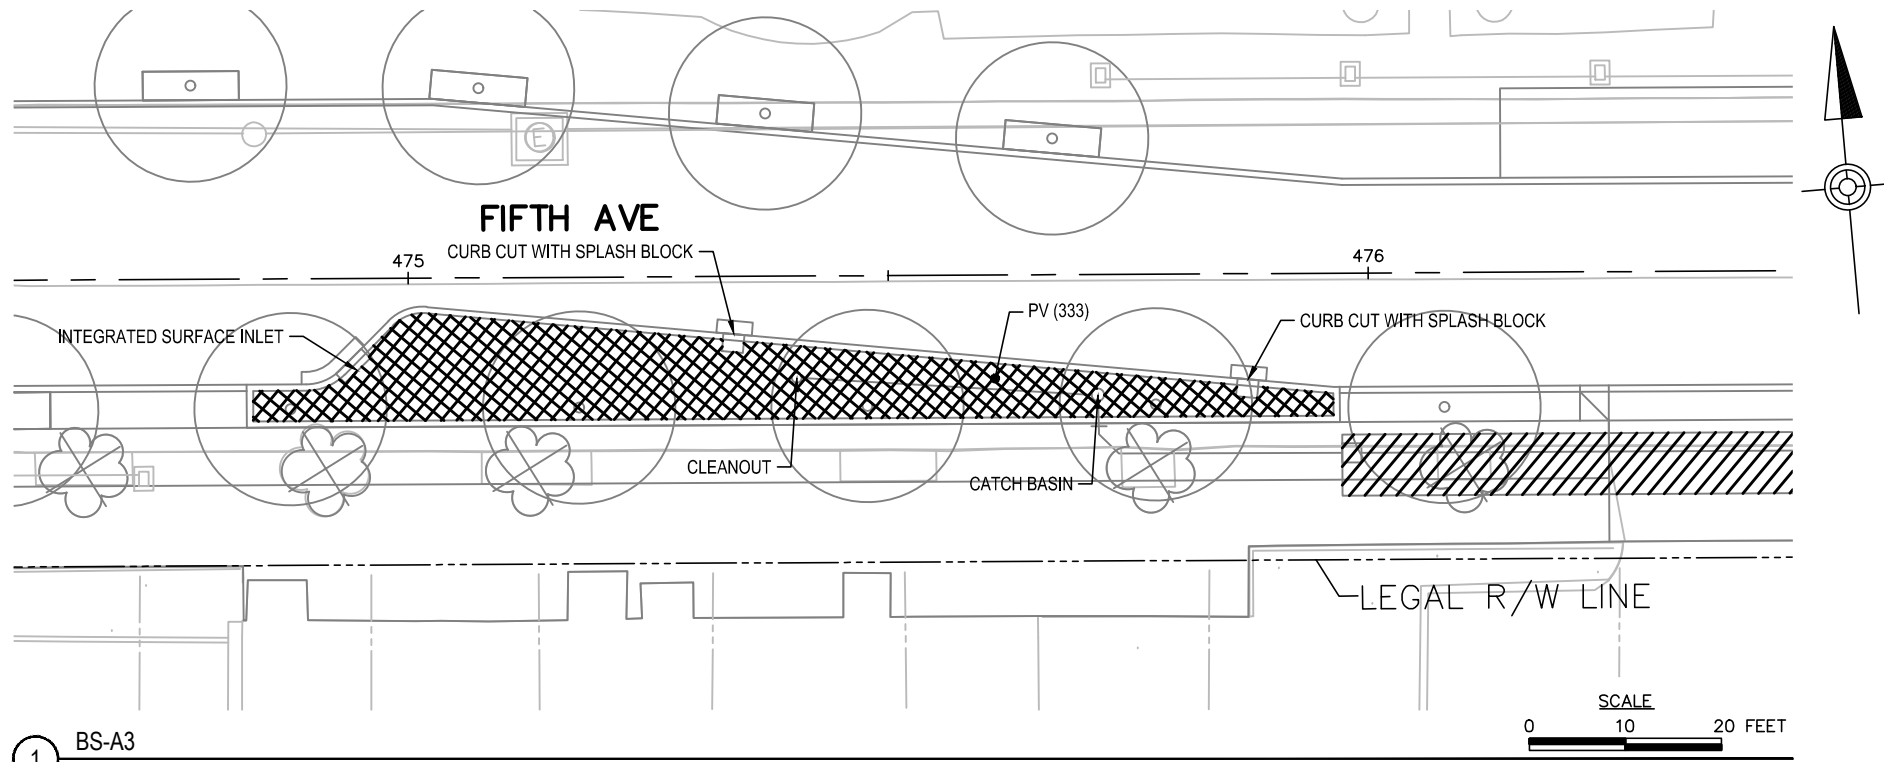 E
FIFTH AVE
CURB CUT WITH SPLASH BLOCK
475
476
PV (333)
INTEGRATED SURFACE INLET
CURB CUT WITH SPLASH BLOCK
CLEANOUT
CATCH BASIN
LEGAL R/W LINE
SCALE
0 10 20 FEET
BS-A3
1